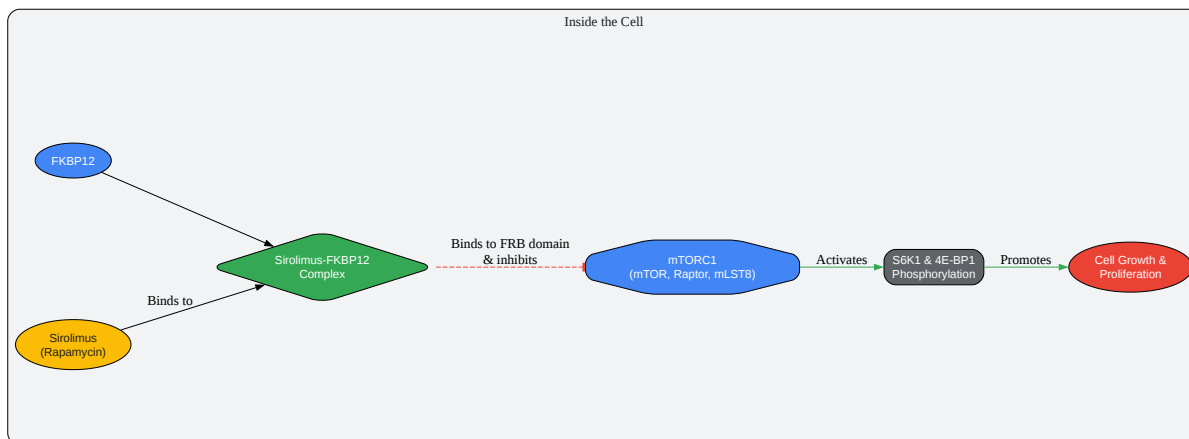 Inside the Cell
FKBP12
Sirolimus
(Rapamycin)
Binds to
Sirolimus-FKBP12
Complex
Binds to FRB domain
& inhibits
mTORC1
(mTOR, Raptor, mLST8)
Activates
S6K1 & 4E-BP1
Phosphorylation
Promotes
Cell Growth &
Proliferation